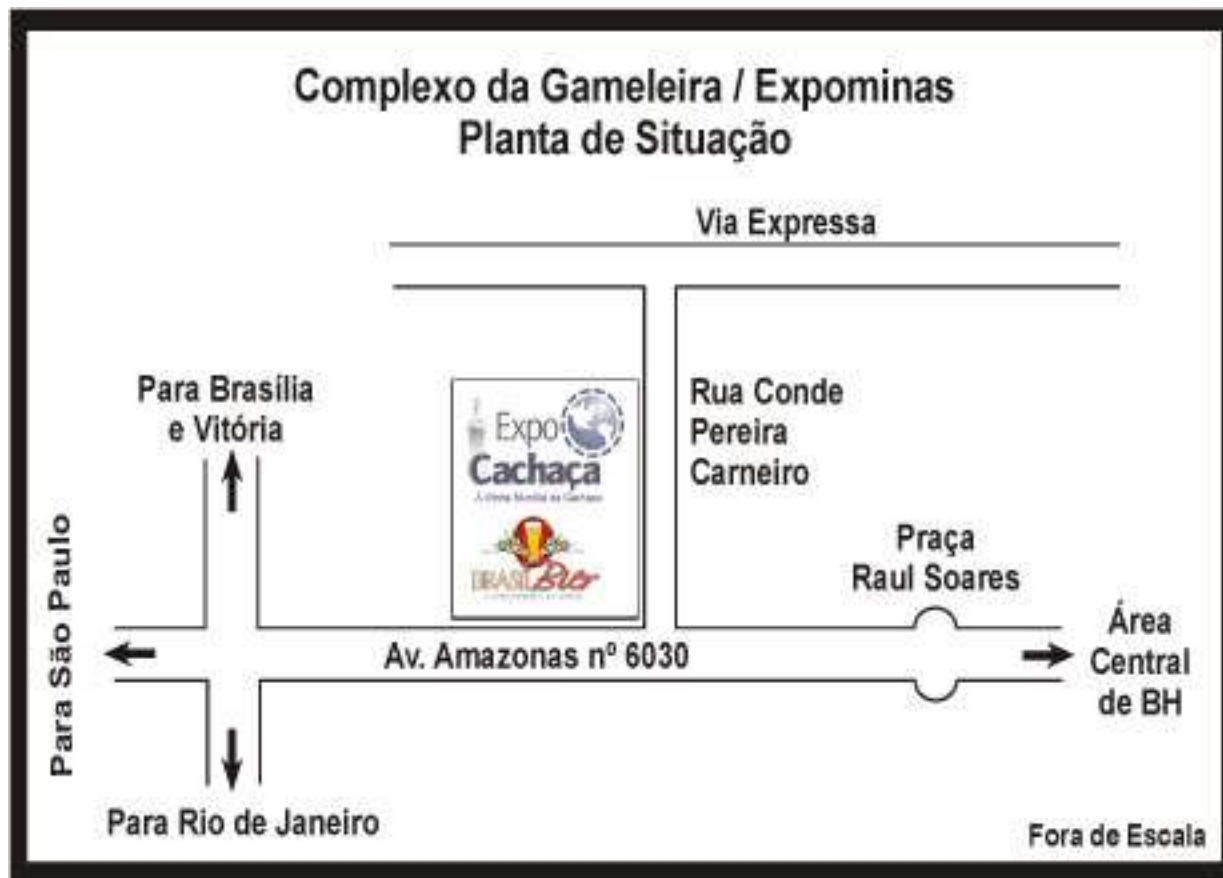 Complexo da Gameleira / Expominas
Planta de Situação
Via Expressa
Para Brasília
e Vitória
Expo
Cachaça
BRASIL Bier
Rua Conde
Pereira
Carneiro
Praça
Raul Soares
Para São Paulo
Av. Amazonas nº 6030
Área
Central
de BH
Para Rio de Janeiro
Fora de Escala